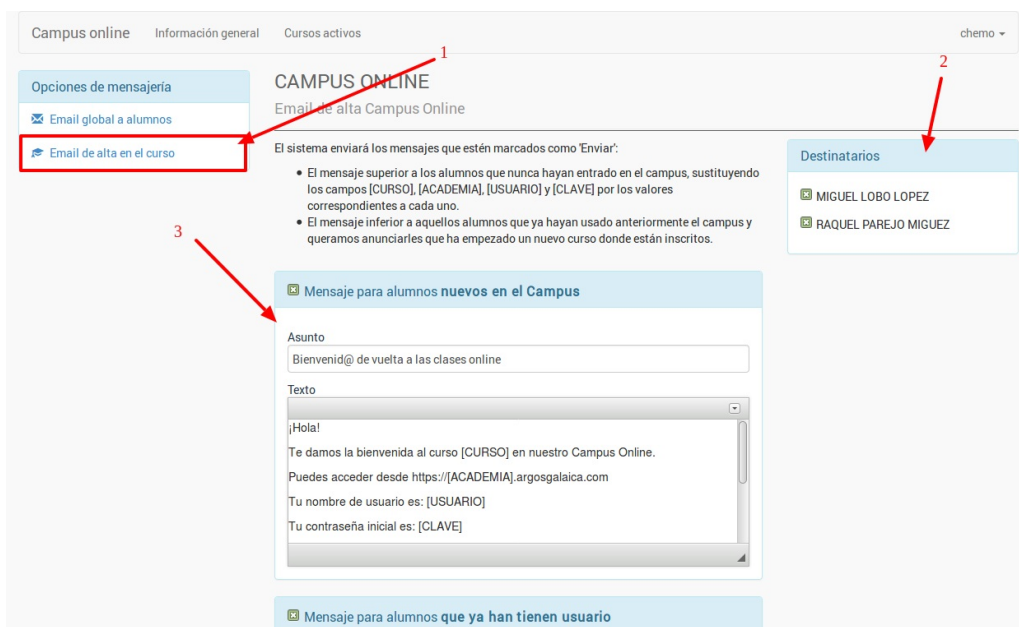 Campus online Información general Cursos activos chemo
1
2
Opciones de mensajería
Email global a alumnos
Email de alta en el curso
3
CAMPUS ONLINE
Email de alta Campus Online
El sistema enviará los mensajes que estén marcados como 'Enviar':
El mensaje superior a los alumnos que nunca hayan entrado en el campus, sustituyendo
los campos [CURSO], [ACADEMIA], [USUARIO] y [CLAVE] por los valores
correspondientes a cada uno.
El mensaje inferior a aquellos alumnos que ya hayan usado anteriormente el campus y
queramos anunciarles que ha empezado un nuevo curso donde están inscritos.
Destinatarios
MIGUEL LOBO LOPEZ
RAQUEL PAREJO MIGUEZ
Mensaje para alumnos nuevos en el Campus
Asunto
Bienvenid@ de vuelta a las clases online
Texto
¡Hola!
Te damos la bienvenida al curso [CURSO] en nuestro Campus Online.
Puedes acceder desde https://[ACADEMIA].argosgalaica.com
Tu nombre de usuario es: [USUARIO]
Tu contraseña inicial es: [CLAVE]
Mensaje para alumnos que ya han tienen usuario